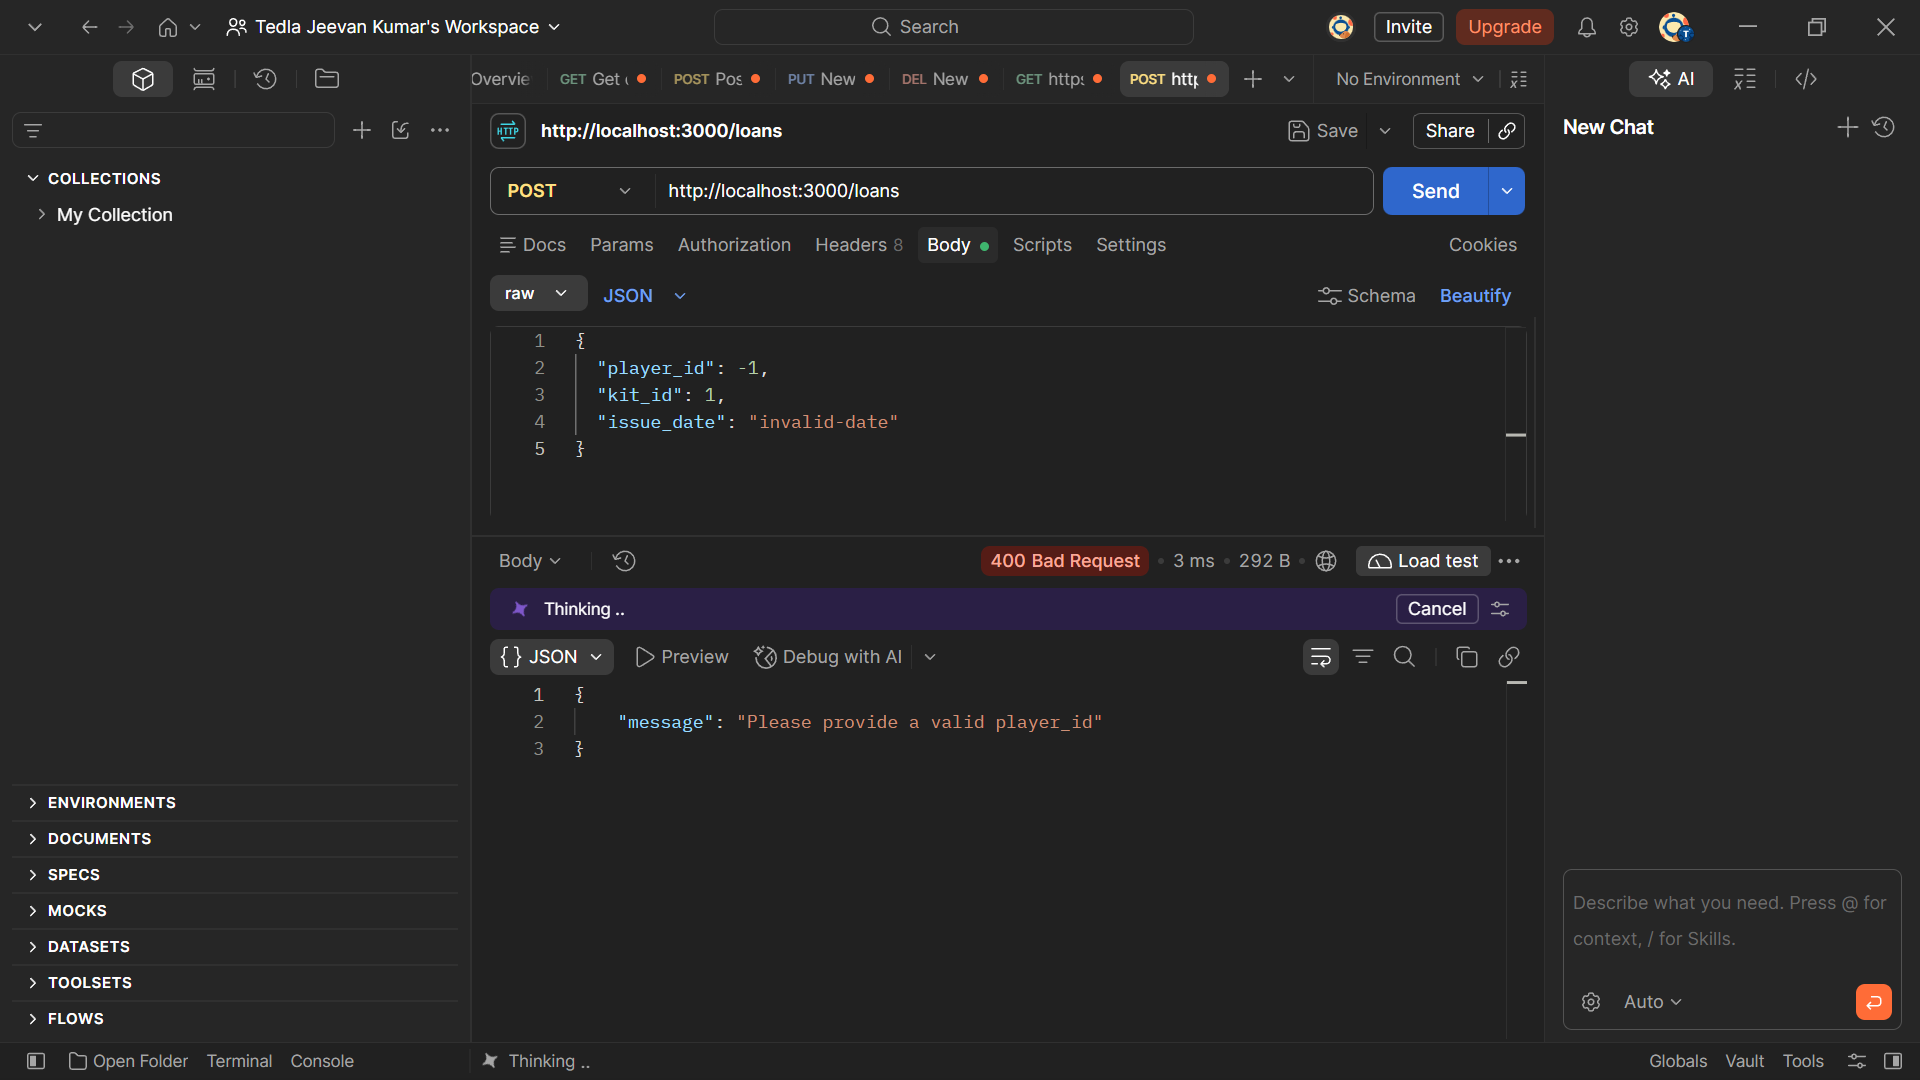 Tedla Jeevan Kumar's Workspace
Search
Invite
Upgrade
T
Overvie
GET Get
POST Pos
PUT New
DEL New
GET https
POST http
No Environment
AI
HTTP
http://localhost:3000/loans
Save
Share
New Chat
COLLECTIONS
My Collection
POST
http://localhost:3000/loans
Send
Docs
Params
Authorization
Headers 8
Body
Scripts
Settings
Cookies
raw
JSON
Schema
Beautify
1 {
2 "player_id": -1,
3 "kit_id": 1,
4 "issue_date": "invalid-date"
5 }
Body
400 Bad Request
3 ms
292 B
Load test
Thinking ..
Cancel
{} JSON
Preview
Debug with AI
1 {
2 "message": "Please provide a valid player_id"
3 }
ENVIRONMENTS
DOCUMENTS
SPECS
MOCKS
DATASETS
TOOLSETS
FLOWS
Describe what you need. Press @ for
context, / for Skills.
Auto
Open Folder
Terminal
Console
Thinking ..
Globals
Vault
Tools